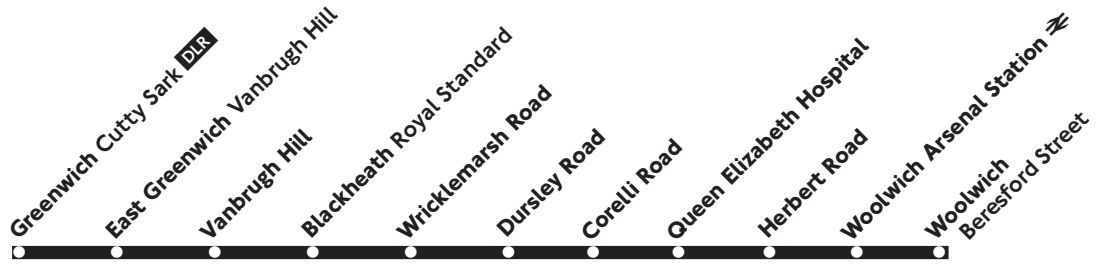 Greenwich Cutty Sark DLR
East Greenwich Vanbrugh Hill
Vanbrugh Hill
Blackheath Royal Standard
Wricklemarsh Road
Dursley Road
Corelli Road
Queen Elizabeth Hospital
Herbert Road
Woolwich Arsenal Station
Woolwich
Beresford Street